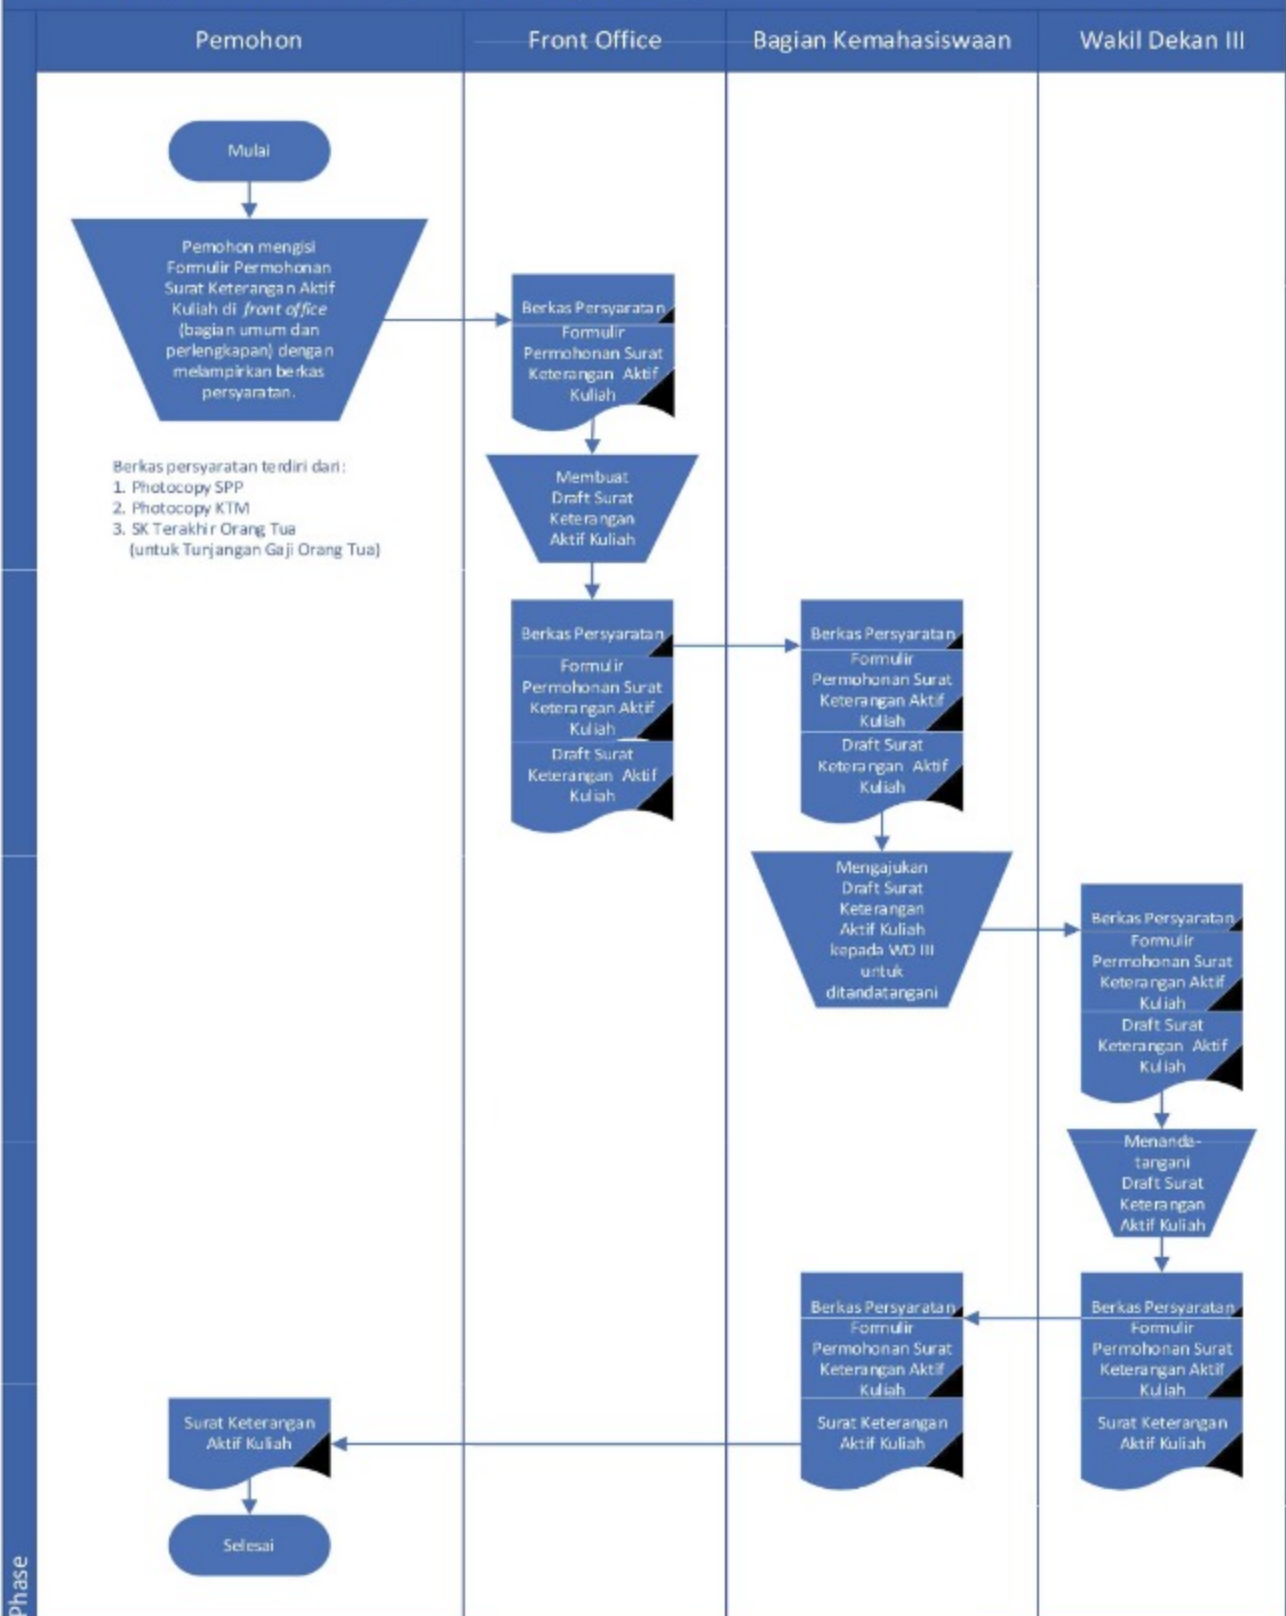 Pemohon
Front Office
Bagian Kemahasiswaan
Wakil Dekan III
Mulai
Pemohon mengisi
Formulir Permohonan
Surat Keterangan Aktif
Kuliah di front office
(bagian umum dan
perlengkapan) dengan
melampirkan berkas
persyaratan.
Berkas persyaratan terdiri dari:
1. Photocopy SPP
2. Photocopy KTM
3. SK Terakhir Orang Tua
(untuk Tunjangan Gaji Orang Tua)
Berkas Persyaratan
Formulir
Permohonan Surat
Keterangan Aktif
Kuliah
Membuat
Draft Surat
Keterangan
Aktif Kuliah
Berkas Persyaratan
Formulir
Permohonan Surat
Keterangan Aktif
Kuliah
Draft Surat
Keterangan Aktif
Kuliah
Berkas Persyaratan
Formulir
Permohonan Surat
Keterangan Aktif
Kuliah
Draft Surat
Keterangan Aktif
Kuliah
Mengajukan
Draft Surat
Keterangan
Aktif Kuliah
kepada WD III
untuk
ditandatangani
Berkas Persyaratan
Formulir
Permohonan Surat
Keterangan Aktif
Kuliah
Draft Surat
Keterangan Aktif
Kuliah
Menanda-
tangani
Draft Surat
Keterangan
Aktif Kuliah
Berkas Persyaratan
Formulir
Permohonan Surat
Keterangan Aktif
Kuliah
Surat Keterangan
Aktif Kuliah
Berkas Persyaratan
Formulir
Permohonan Surat
Keterangan Aktif
Kuliah
Surat Keterangan
Aktif Kuliah
Surat Keterangan
Aktif Kuliah
Selesai
Phase